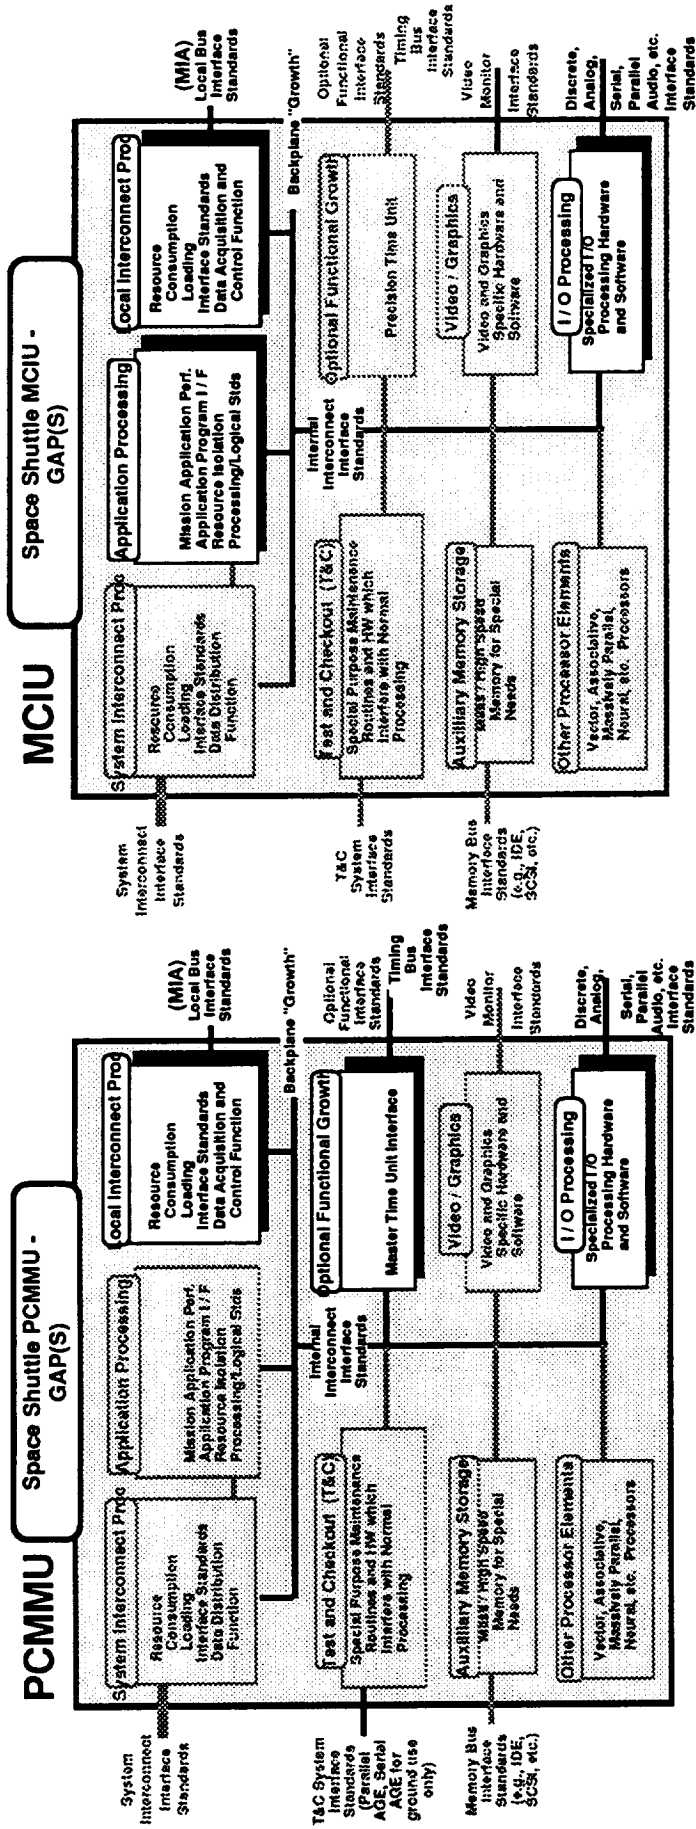 PCMMU
Space Shuttle PCMMU -
GAP(S)
System Interconnect Proc
Resource
Consumption
Loading
Interface Standards
Data Distribution
Function
Application Processing
Mission Application Perf.
Application Program I / F
Resource Isolation
Processing/Logical Stds
Local Interconnect Proc
Resource
Consumption
Loading
Interface Standards
Data Acquisition and
Control Function
System
Interconnect
Interface
Standards
(MIA)
Local Bus
Interface
Standards
Backplane "Growth"
Internal
Interconnect
Interface
Standards
Test and Checkout (T&C)
Special Purpose Maintenance
Routines and HW which
Interfere with Normal
Processing
Optional Functional Growth
Master Time Unit Interface
T&C System
Interface
Standards
(Parallel
AGE, Serial
AGE for
ground use
only)
Optional
Functional
Interface
Standards
Timing
Bus
Interface
Standards
Auxiliary Memory Storage
Mass / High Speed
Memory for Special
Needs
Video / Graphics
Video and Graphics
Specific Hardware and
Software
Memory Bus
Interface
Standards
(e.g., IDE,
SCSI, etc.)
Video
Monitor
Interface
Standards
Other Processor Elements
Vector, Associative,
Massively Parallel,
Neural, etc. Processors
I / O Processing
Specialized I/O
Processing Hardware
and Software
Discrete,
Analog,
Serial,
Parallel
Audio, etc.
Interface
Standards
MCIU
Space Shuttle MCIU -
GAP(S)
System Interconnect Proc
Resource
Consumption
Loading
Interface Standards
Data Distribution
Function
Application Processing
Mission Application Perf.
Application Program I / F
Resource Isolation
Processing/Logical Stds
Local Interconnect Proc
Resource
Consumption
Loading
Interface Standards
Data Acquisition and
Control Function
System
Interconnect
Interface
Standards
(MIA)
Local Bus
Interface
Standards
Backplane "Growth"
Internal
Interconnect
Interface
Standards
Test and Checkout (T&C)
Special Purpose Maintenance
Routines and HW which
Interfere with Normal
Processing
Optional Functional Growth
Precision Time Unit
T&C
System
Interface
Standards
Optional
Functional
Interface
Standards
Timing
Bus
Interface
Standards
Auxiliary Memory Storage
Mass / High Speed
Memory for Special
Needs
Video / Graphics
Video and Graphics
Specific Hardware and
Software
Memory Bus
Interface
Standards
(e.g., IDE,
SCSI, etc.)
Video
Monitor
Interface
Standards
Other Processor Elements
Vector, Associative,
Massively Parallel,
Neural, etc. Processors
I / O Processing
Specialized I/O
Processing Hardware
and Software
Discrete,
Analog,
Serial,
Parallel
Audio, etc.
Interface
Standards